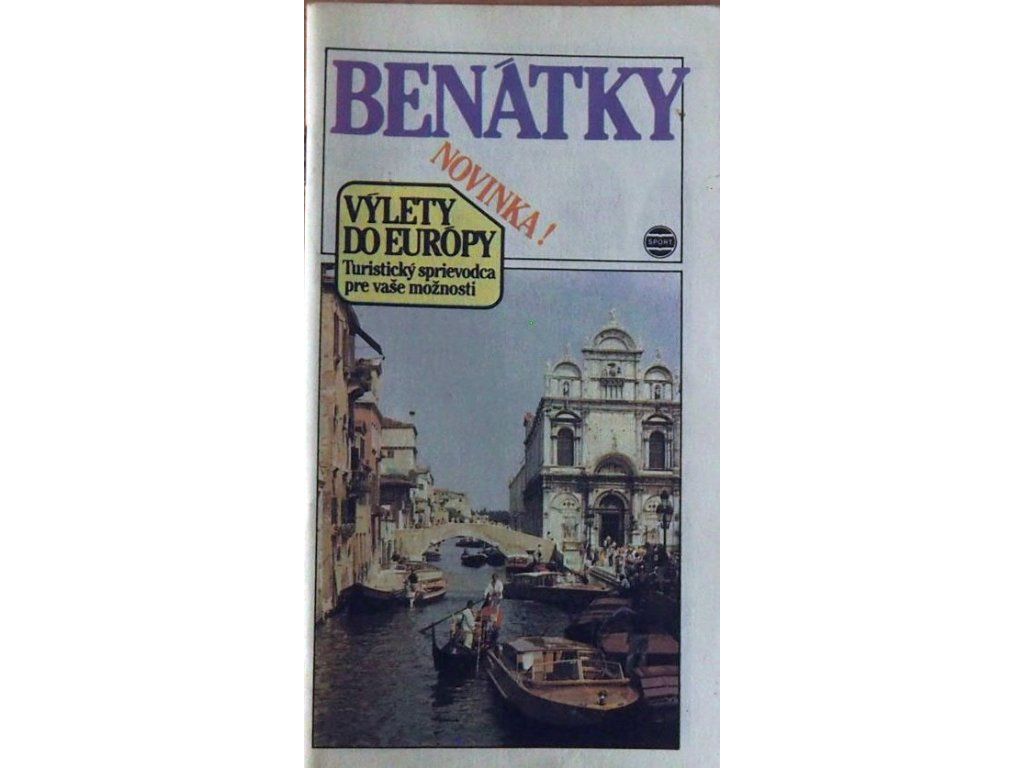 BENÁTKY
NOVINKA!
VÝLETY
DO EURÓPY
Turistický sprievodca
pre vaše možnosti
SPORT